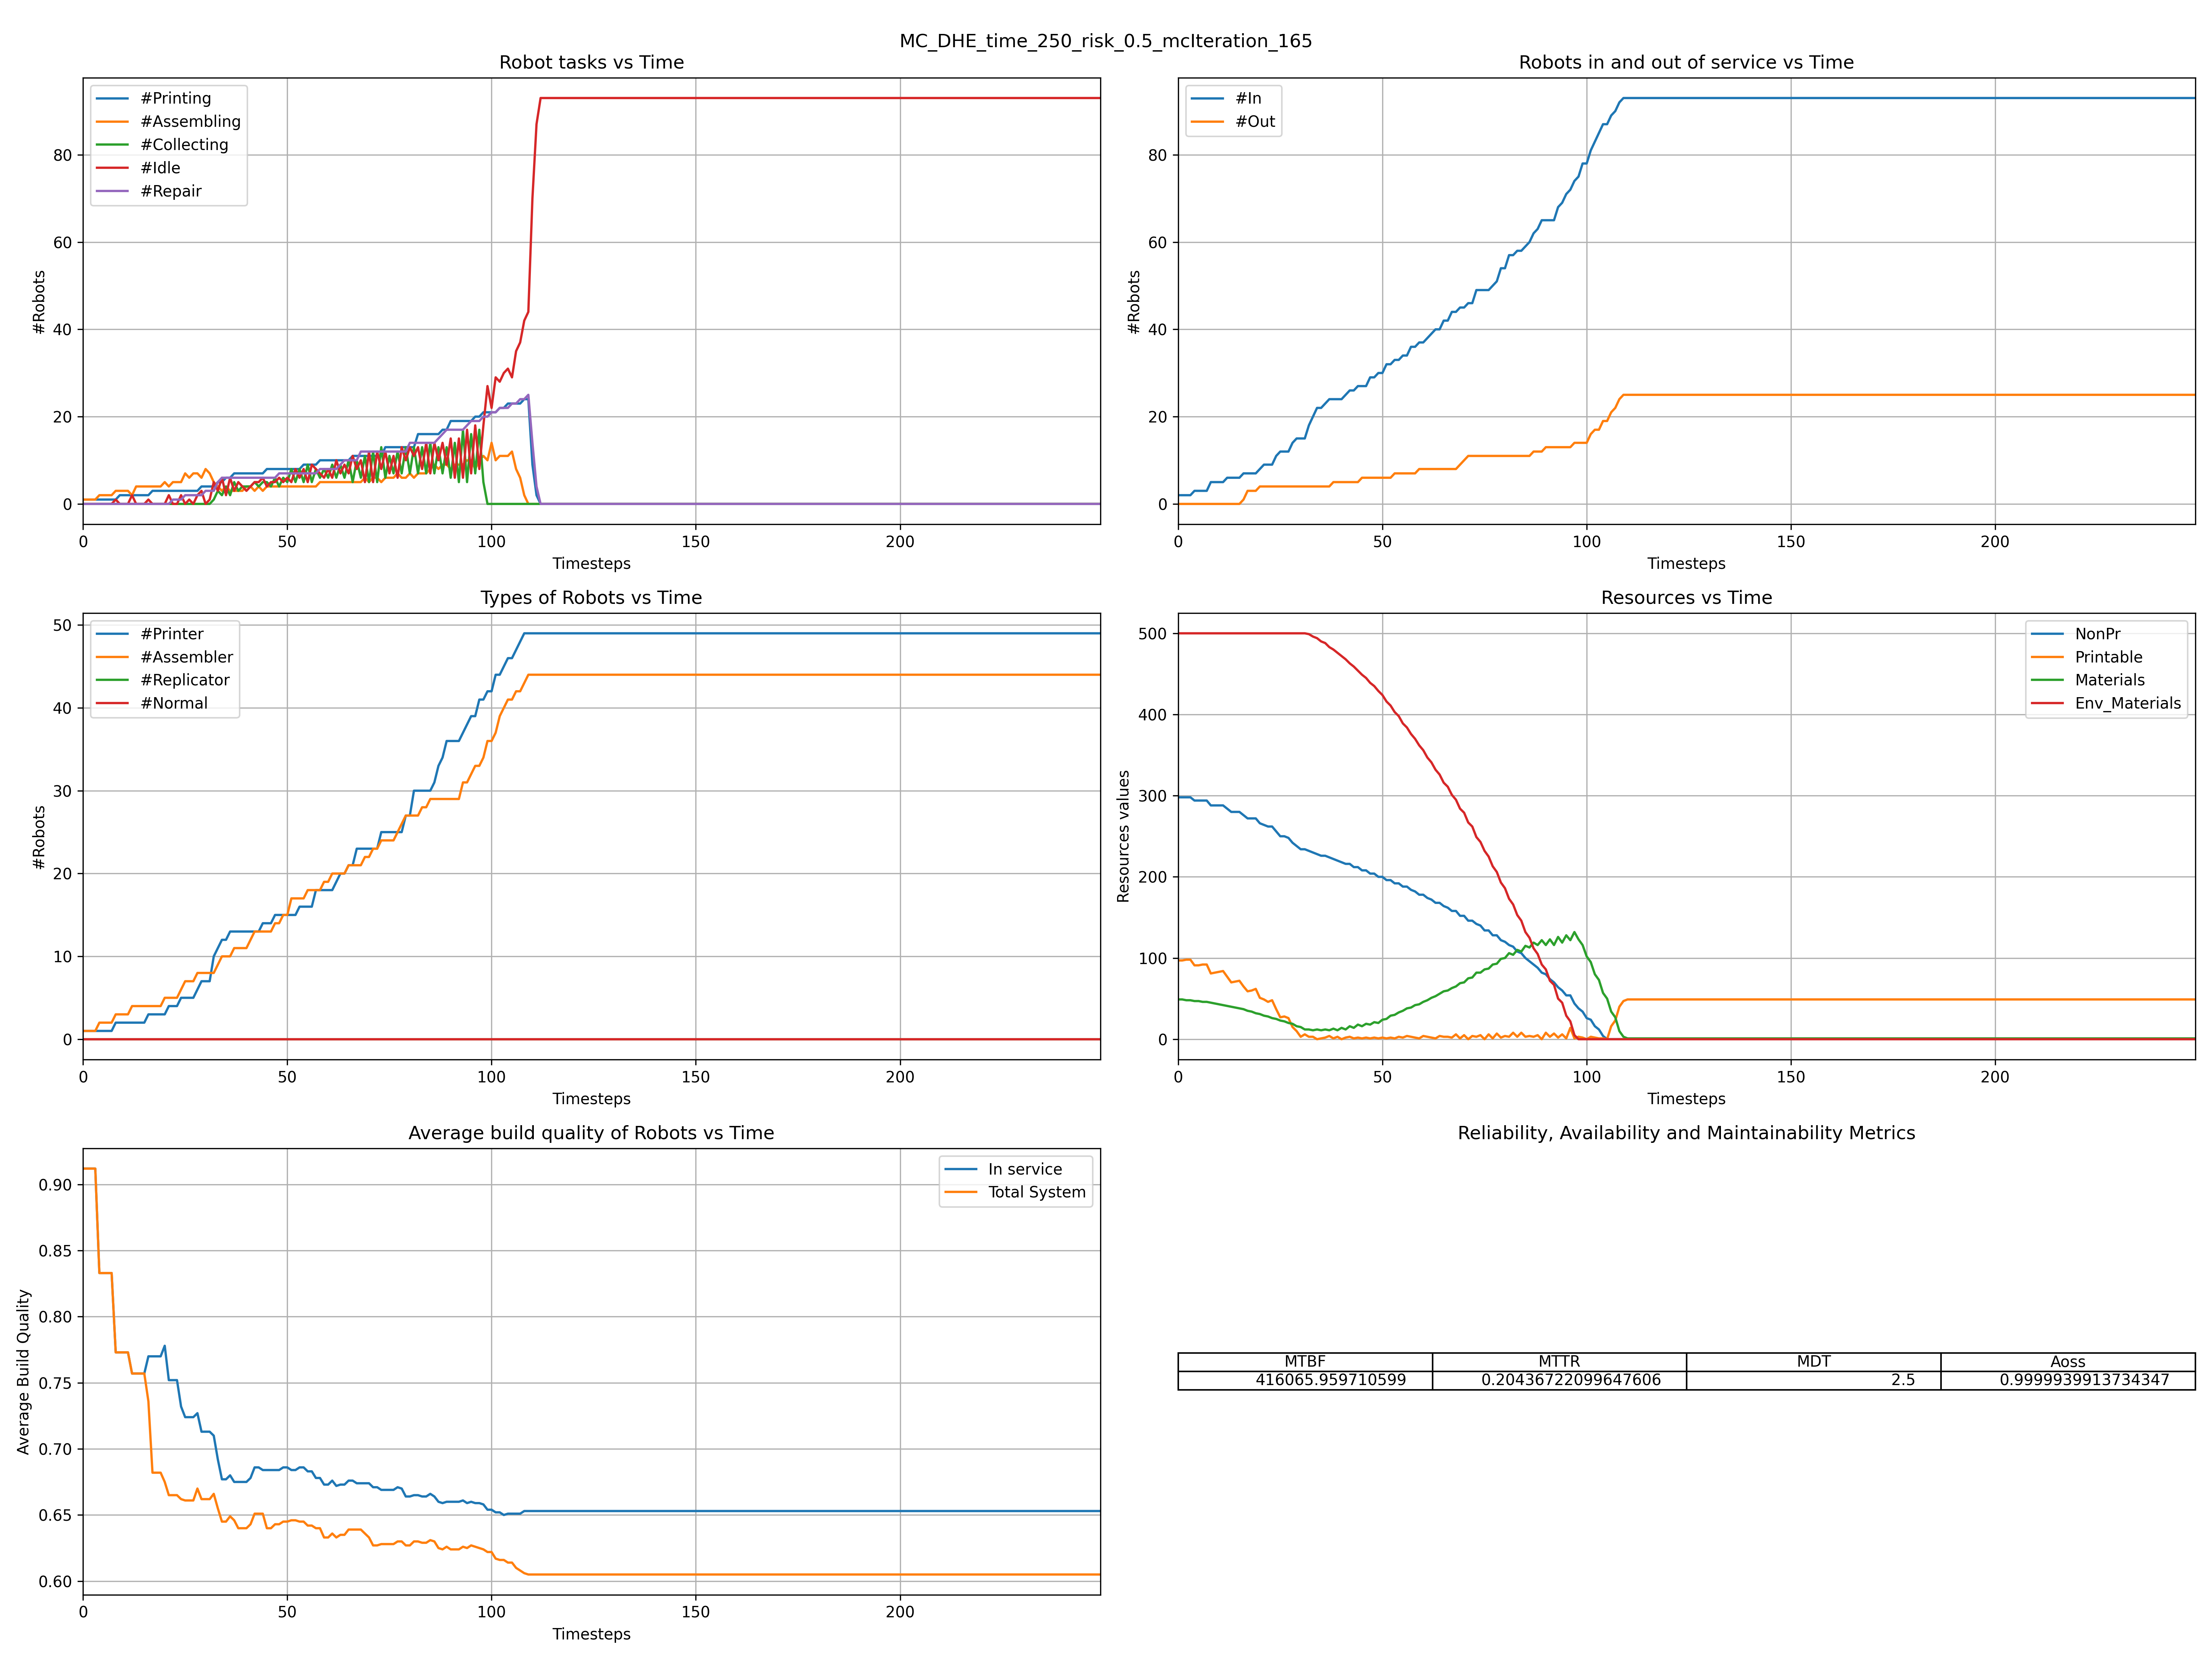 MC_DHE_time_250_risk_0.5_mcIteration_165
Robot tasks vs Time
#Printing
#Assembling
#Collecting
#Idle
#Repair
#Robots
80
60
40
20
0
0 50 100 150 200
Timesteps
Robots in and out of service vs Time
#In
#Out
#Robots
80
60
40
20
0
0 50 100 150 200
Timesteps
Types of Robots vs Time
#Printer
#Assembler
#Replicator
#Normal
#Robots
50
40
30
20
10
0
0 50 100 150 200
Timesteps
Resources vs Time
NonPr
Printable
Materials
Env_Materials
Resources values
500
400
300
200
100
0
0 50 100 150 200
Timesteps
Average build quality of Robots vs Time
In service
Total System
Average Build Quality
0.90
0.85
0.80
0.75
0.70
0.65
0.60
0 50 100 150 200
Timesteps
Reliability, Availability and Maintainability Metrics
MTBF MTTR MDT Aoss
416065.959710599 0.20436722099647606 2.5 0.9999939913734347